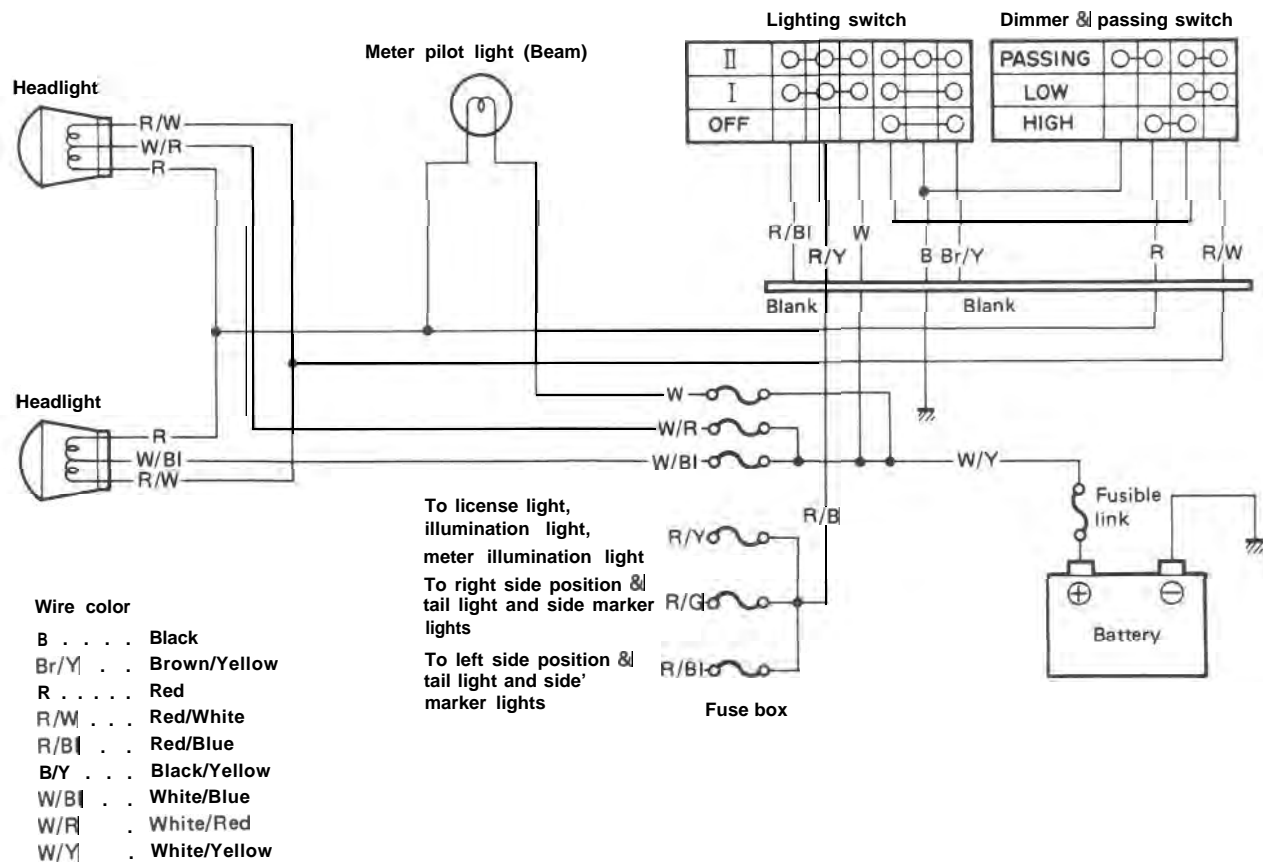 Lighting switch
Dimmer & passing switch
Meter pilot light (Beam)
II
I
OFF
PASSING
LOW
HIGH
Headlight
R/W
W/R
R
R/Bl
W
R/Y
B Br/Y
R
R/W
Blank
Blank
Headlight
R
W/Bl
R/W
W
W/R
W/Bl
W/Y
Fusible
link
R/B
Battery
To license light,
illumination light,
meter illumination light
R/Y
To right side position &
tail light and side marker
lights
R/G
To left side position &
tail light and side'
marker lights
R/Bl
Fuse box
Wire color
B . . . . Black
Br/Y . . Brown/Yellow
R . . . . . Red
R/W . . . Red/White
R/Bl . . Red/Blue
B/Y . . . Black/Yellow
W/Bl . . White/Blue
W/R . White/Red
W/Y . White/Yellow